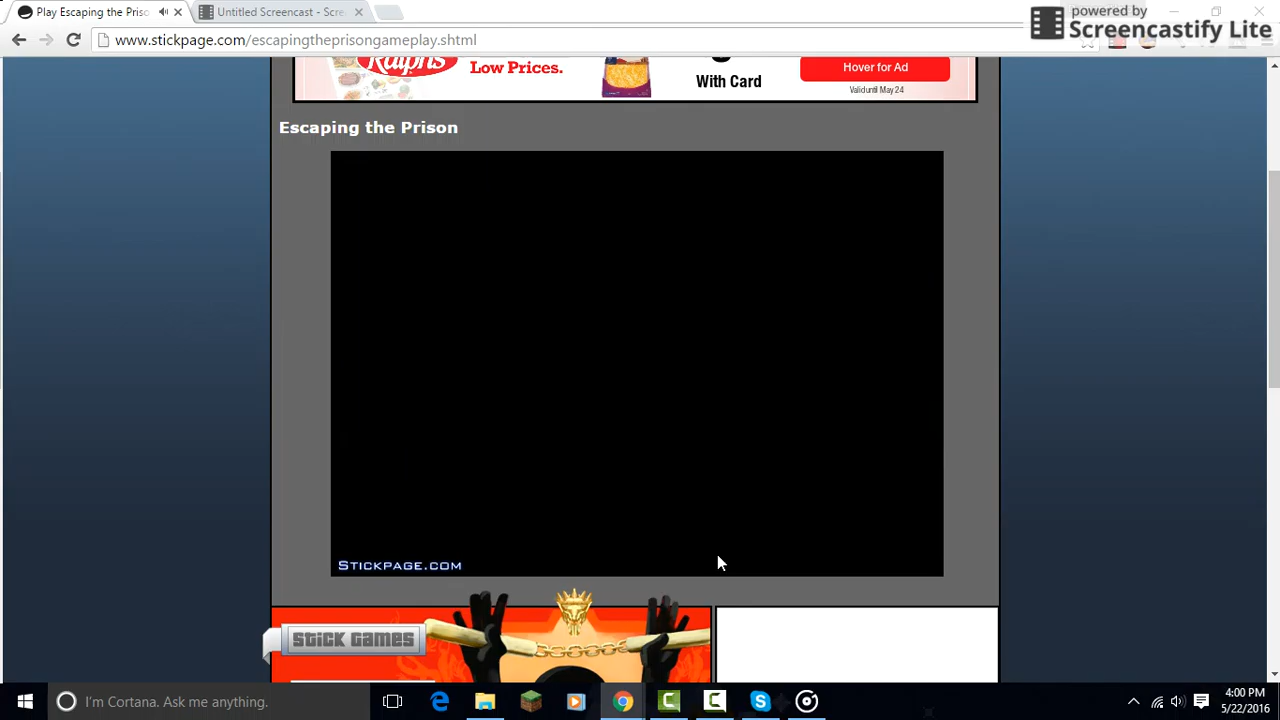 Play Escaping the Priso
Untitled Screencast - Scre
powered by
Screencastify Lite
www.stickpage.com/escapingtheprisongameplay.shtml
Ralphs
Low Prices.
With Card
Hover for Ad
Valid until May 24
Escaping the Prison
STICKPAGE.COM
STICK GAMES
I'm Cortana. Ask me anything.
4:00 PM
5/22/2016